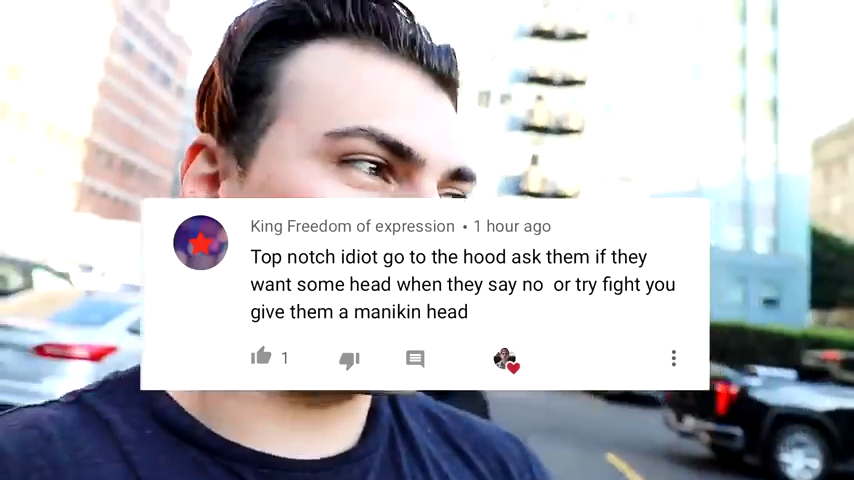 King Freedom of expression • 1 hour ago
Top notch idiot go to the hood ask them if they
want some head when they say no  or try fight you
give them a manikin head
1